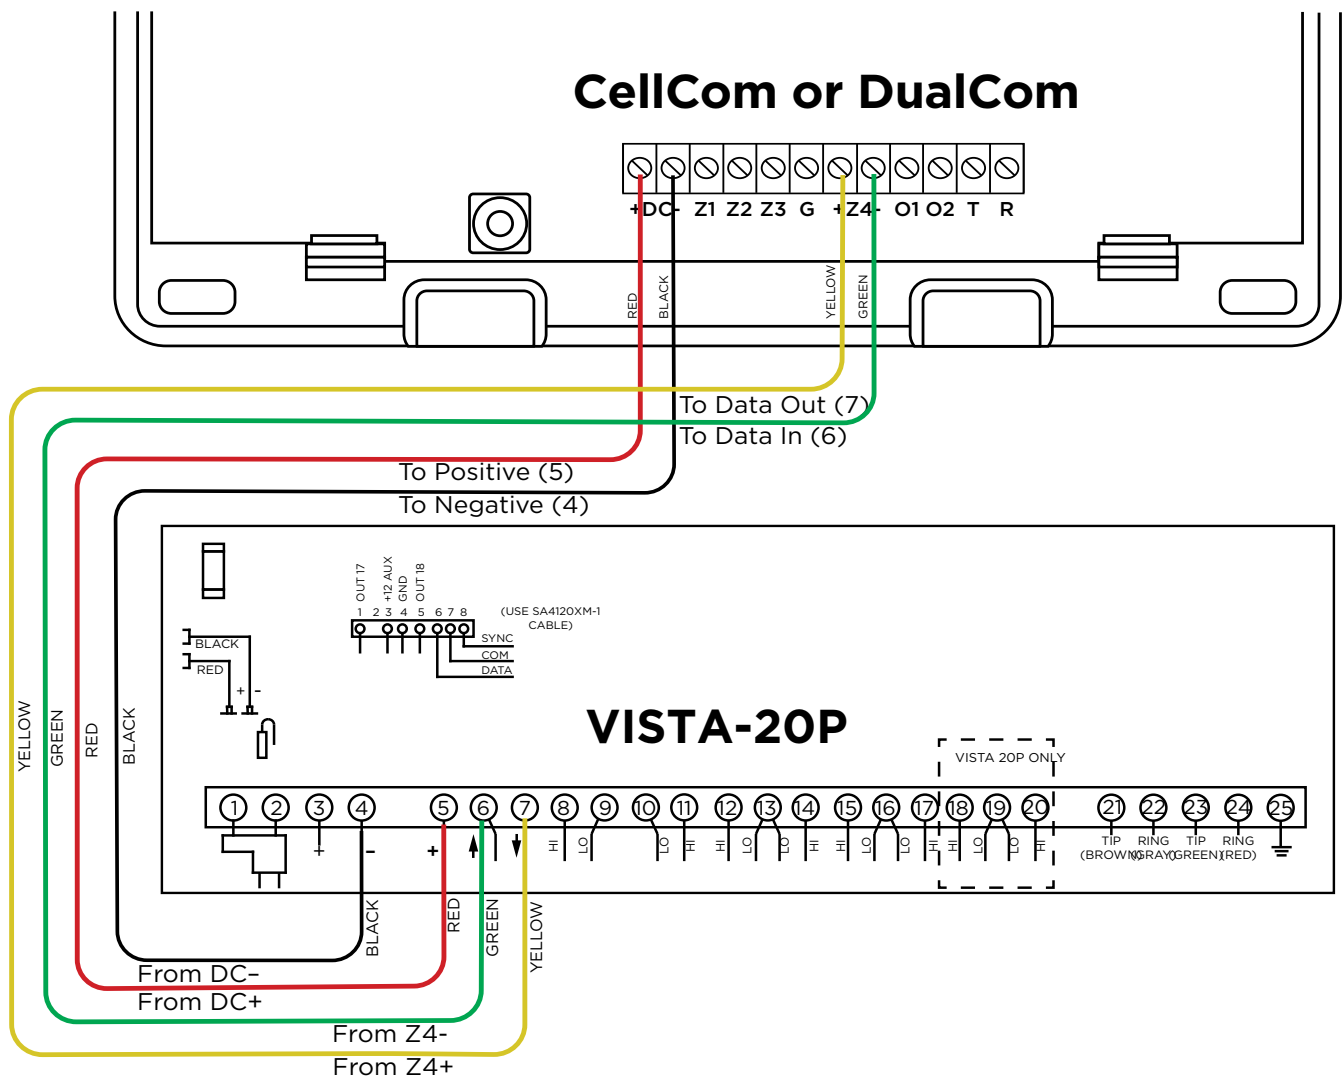 CellCom or DualCom
+DC- Z1 Z2 Z3 G +Z4- O1 O2 T R
RED
BLACK
YELLOW
GREEN
To Data Out (7)
To Data In (6)
To Positive (5)
To Negative (4)
OUT 17
+12 AUX
GND
OUT 18
1 2 3 4 5 6 7 8
(USE SA4120XM-1
CABLE)
SYNC
COM
DATA
BLACK
RED
+ -
YELLOW
GREEN
RED
BLACK
VISTA-20P
VISTA 20P ONLY
1 2 3 4 5 6 7 8 9 10 11 12 13 14 15 16 17 18 19 20 21 22 23 24 25
+ - +
HI LO LO HI HI LO LO HI HI LO LO HI HI LO LO HI
TIP RING TIP RING
(BROWN) (GRAY) (GREEN) (RED)
BLACK
RED
GREEN
YELLOW
From DC–
From DC+
From Z4-
From Z4+